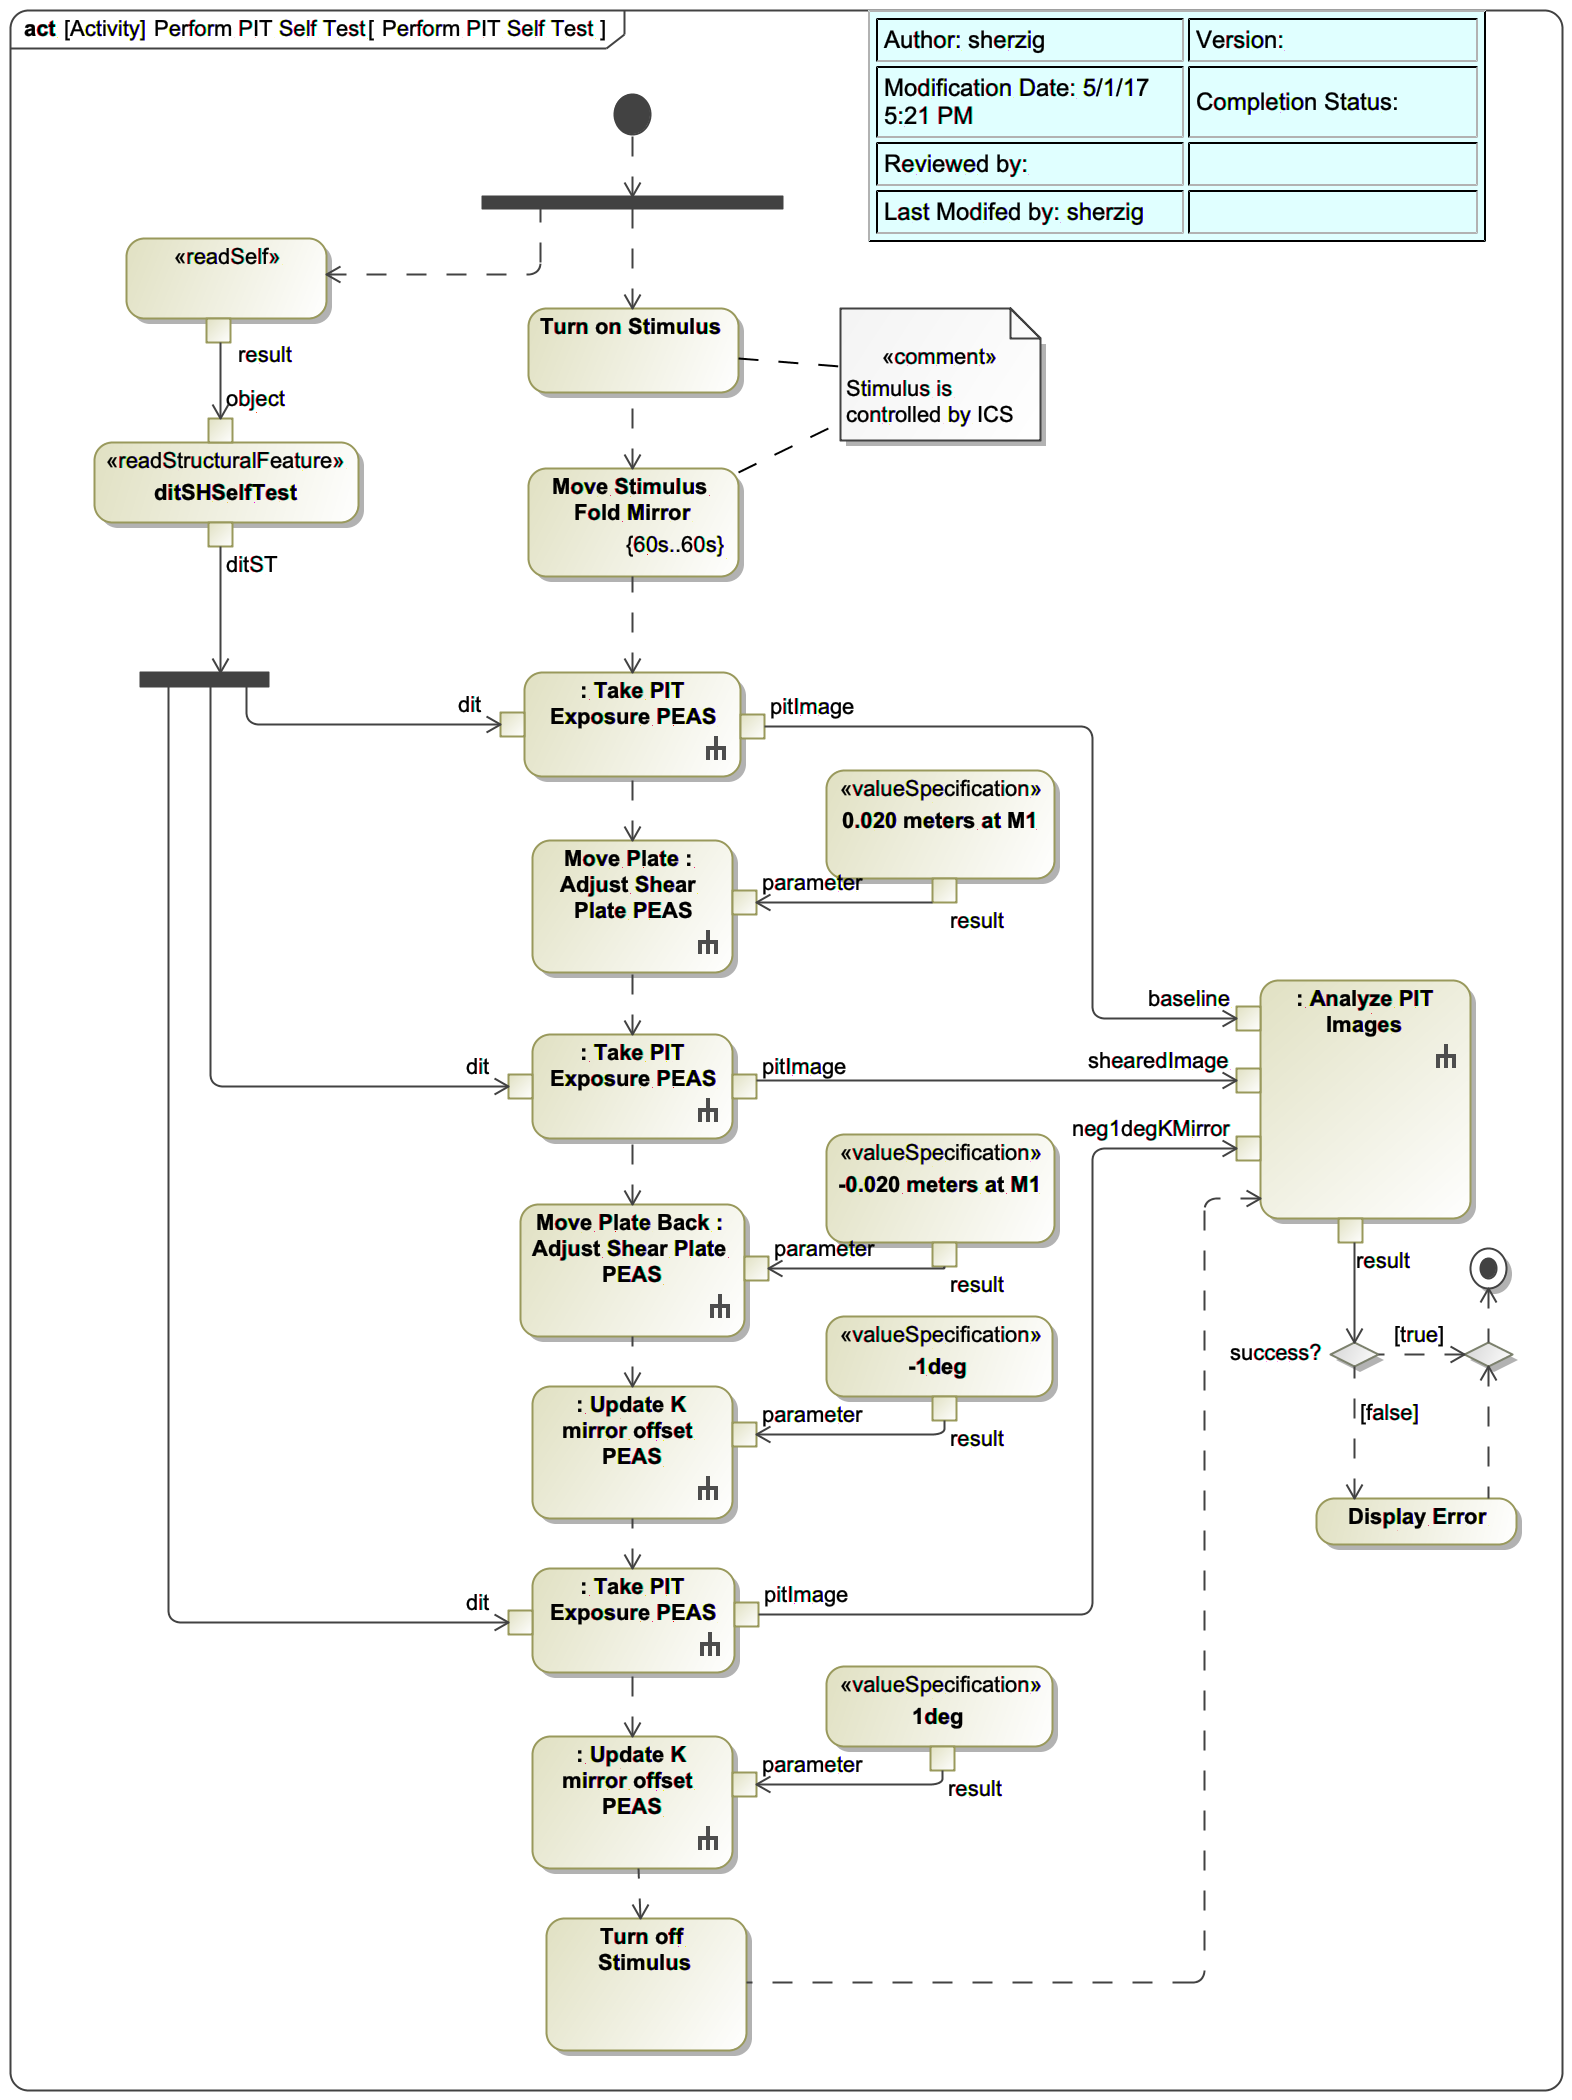 act [Activity] Perform PIT Self Test[ Perform PIT Self Test ]
Author: sherzig
Version:
Modification Date: 5/1/17
5:21 PM
Completion Status:
Reviewed by:
Last Modifed by: sherzig
«readSelf»
result
object
«readStructuralFeature»
ditSHSelfTest
ditST
Turn on Stimulus
«comment»
Stimulus is
controlled by ICS
Move Stimulus
Fold Mirror
{60s..60s}
dit
: Take PIT
Exposure PEAS
pitImage
«valueSpecification»
0.020 meters at M1
result
parameter
Move Plate :
Adjust Shear
Plate PEAS
dit
: Take PIT
Exposure PEAS
pitImage
baseline
shearedImage
neg1degKMirror
: Analyze PIT
Images
«valueSpecification»
-0.020 meters at M1
result
parameter
Move Plate Back :
Adjust Shear Plate
PEAS
«valueSpecification»
-1deg
result
parameter
: Update K
mirror offset
PEAS
result
success?
[true]
[false]
Display Error
dit
: Take PIT
Exposure PEAS
pitImage
«valueSpecification»
1deg
result
parameter
: Update K
mirror offset
PEAS
Turn off
Stimulus